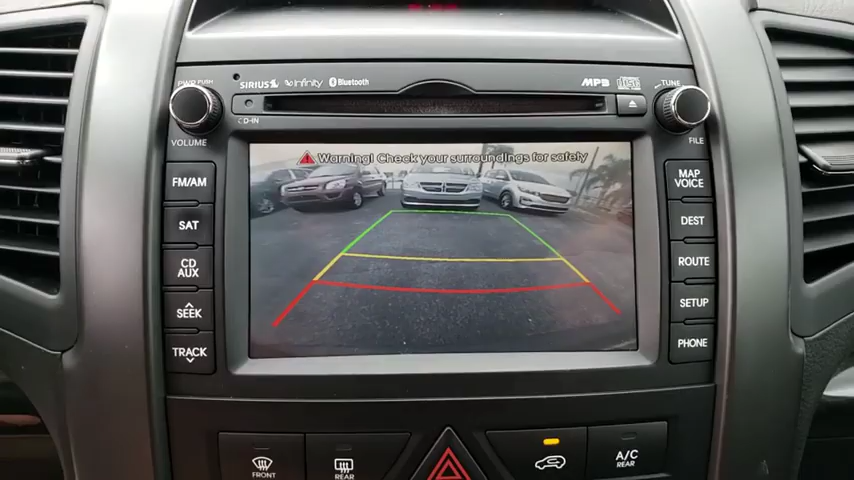 PWR PUSH
SIRIUS
Infinity
Bluetooth
MP3
TUNE
CD-IN
VOLUME
FILE
Warning! Check your surroundings for safety
FM/AM
SAT
CD
AUX
SEEK
TRACK
MAP
VOICE
DEST
ROUTE
SETUP
PHONE
FRONT
REAR
A/C
REAR